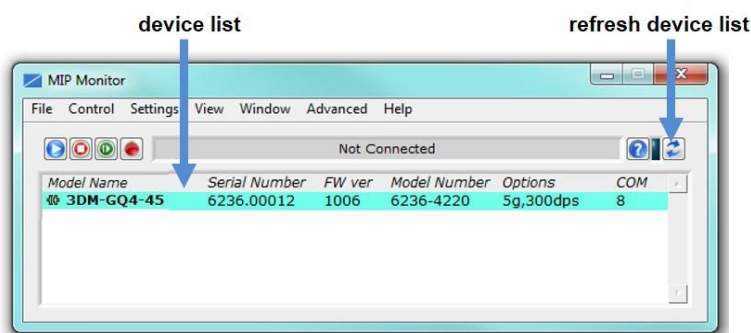 device list
refresh device list
MIP Monitor
File Control Settings View Window Advanced Help
Not Connected
Model Name Serial Number FW ver Model Number Options COM
3DM-GQ4-45 6236.00012 1006 6236-4220 5g,300dps 8